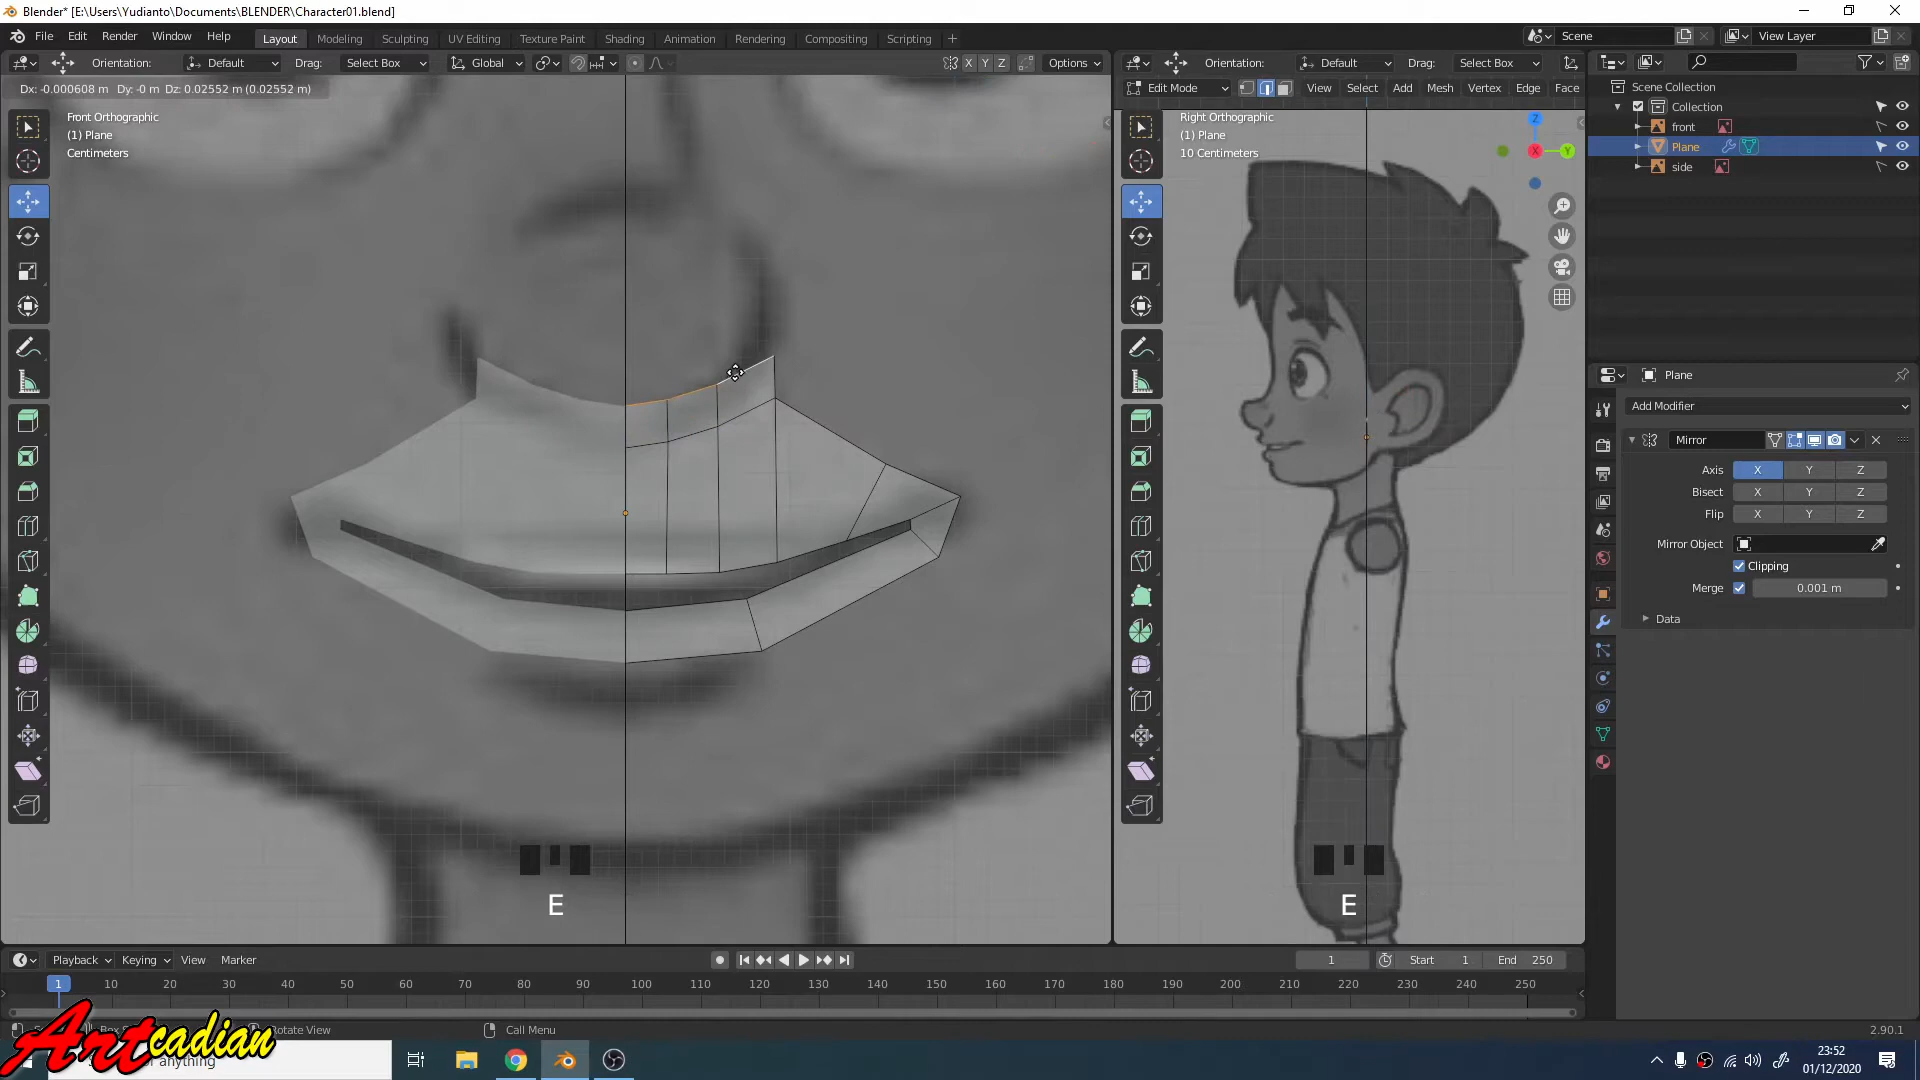 Blender* [E:\Users\Yudianto\Documents\BLENDER\Character01.blend]
File Edit Render Window Help Layout Modeling Sculpting UV Editing Texture Paint Shading Animation Rendering Compositing Scripting Scene View Layer
Orientation: Default Drag: Select Box Global X Y Z Options Orientation: Default Drag: Select Box
Dx: -0.000608 m Dy: -0 m Dz: 0.02552 m (0.02552 m) Edit Mode View Select Add Mesh Vertex Edge Face
Front Orthographic
(1) Plane
Centimeters
Right Orthographic
(1) Plane
10 Centimeters
Z
X
Y
Scene Collection
Collection
front
Plane
side
Plane
Add Modifier
Mirror
Axis X Y Z
Bisect X Y Z
Flip X Y Z
Mirror Object
Clipping
Merge 0.001 m
Data
E
E
Playback Keying View Marker 1 Start 1 End 250
1 10 20 30 40 50 60 70 80 90 100 110 120 130 140 150 160 170 180 190 200 210 220 230 240 250
Rotate View Call Menu 2.90.1
Artcadian
anything
23:52
01/12/2020